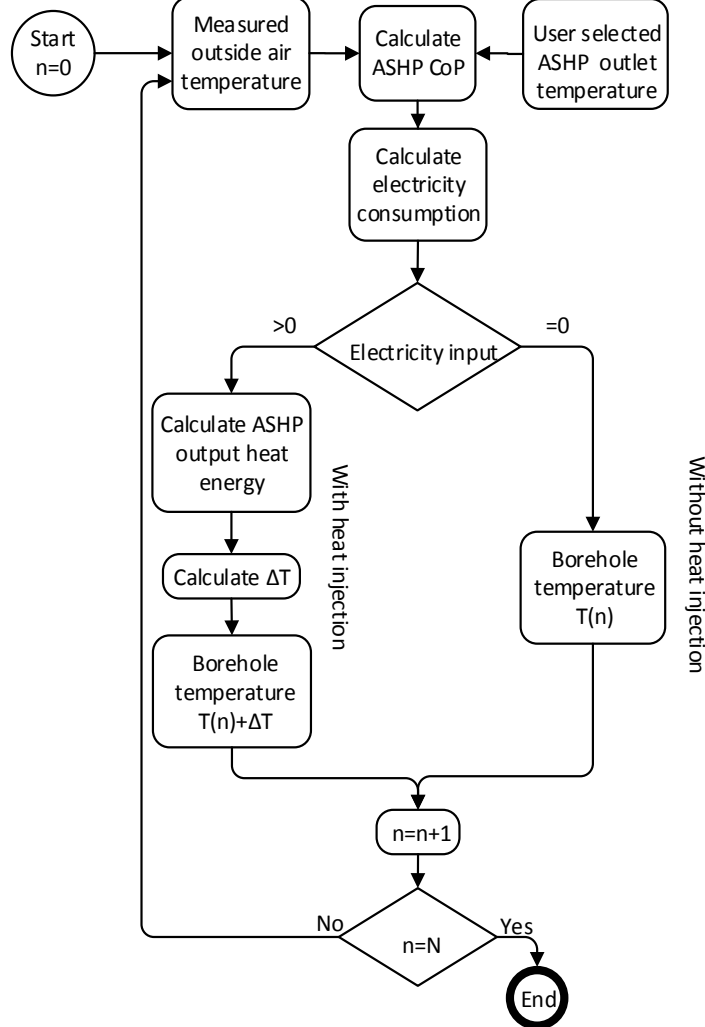 Start
n=0
Measured
outside air
temperature
Calculate
ASHP CoP
User selected
ASHP outlet
temperature
Calculate
electricity
consumption
>0
=0
Electricity input
Calculate ASHP
output heat
energy
With heat injection
Without heat injection
Calculate ΔT
Borehole
temperature
T(n)
Borehole
temperature
T(n)+ΔT
n=n+1
No
Yes
n=N
End